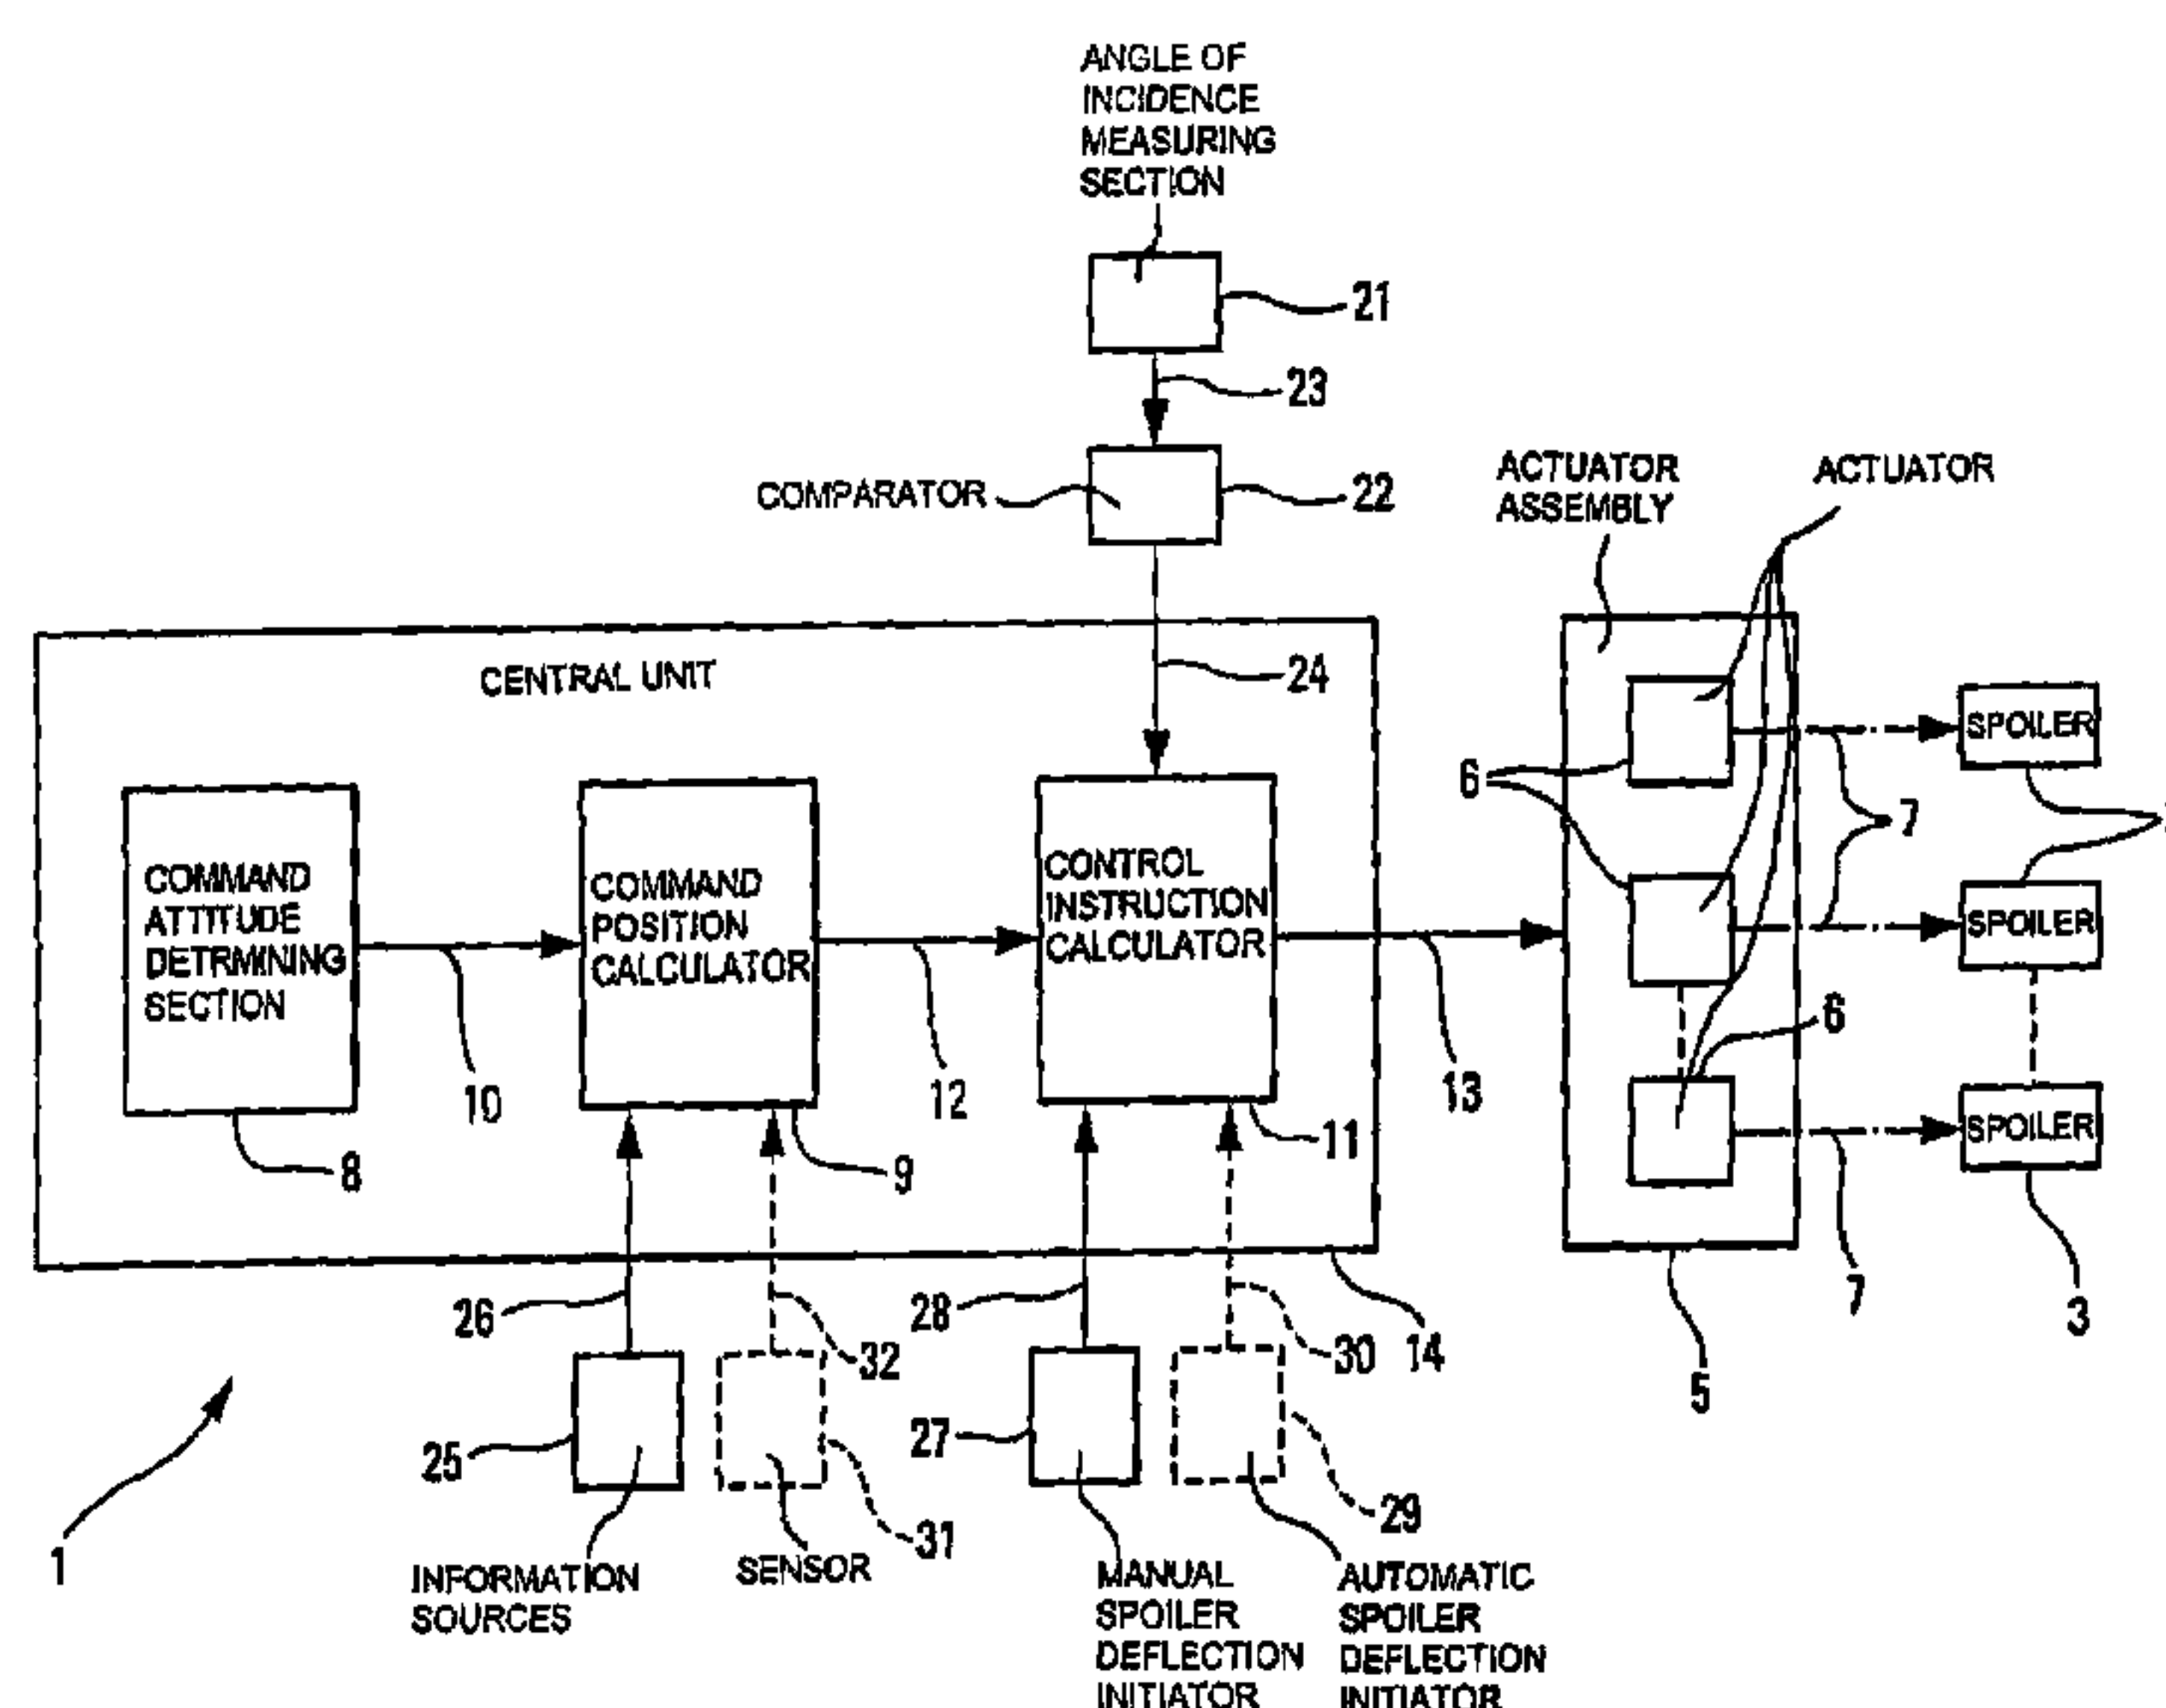 ANGLE OF
INCIDENCE
MEASURING
SECTION
21
23
COMPARATOR
22
ACTUATOR
ASSEMBLY
ACTUATOR
CENTRAL UNIT
24
SPOILER
6
7
COMMAND
ATTITUDE
DETRMINING
SECTION
COMMAND
POSITION
CALCULATOR
CONTROL
INSTRUCTION
CALCULATOR
SPOILER
6
10
12
13
11
SPOILER
8
9
26
32
28
30
14
7
3
5
25
27
29
31
1
INFORMATION
SOURCES
SENSOR
MANUAL
SPOILER
DEFLECTION
INITIATOR
AUTOMATIC
SPOILER
DEFLECTION
INITIATOR